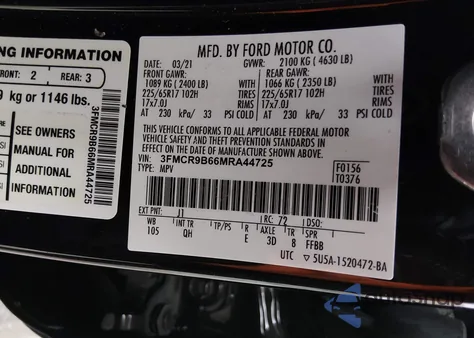 NG INFORMATION
FRONT: 2 REAR: 3
9 kg or 1146 lbs.
SEE OWNERS
MANUAL FOR
ADDITIONAL
INFORMATION
3FMCR9B66MRA44725
MFD. BY FORD MOTOR CO.
DATE: 03/21 GVWR: 2100 KG ( 4630 LB)
FRONT GAWR: REAR GAWR:
1089 KG ( 2400 LB) WITH 1066 KG ( 2350 LB) WITH
225/65R17 102H TIRES 225/65R17 102H TIRES
17x7.0J RIMS 17x7.0J RIMS
AT 230 kPa/ 33 PSI COLD AT 230 kPa/ 33 PSI COLD
THIS VEHICLE CONFORMS TO ALL APPLICABLE FEDERAL MOTOR
VEHICLE SAFETY AND THEFT PREVENTION STANDARDS IN
EFFECT ON THE DATE OF MANUFACTURE SHOWN ABOVE.
VIN: 3FMCR9B66MRA44725
TYPE: MPV
F0156
T0376
EXT PNT: J1 RC: 72 DSO:
WB INT TR TP/PS R AXLE TR SPR
105 QH E 3D 8 FFBB
UTC ▽ 5U5A-1520472-BA